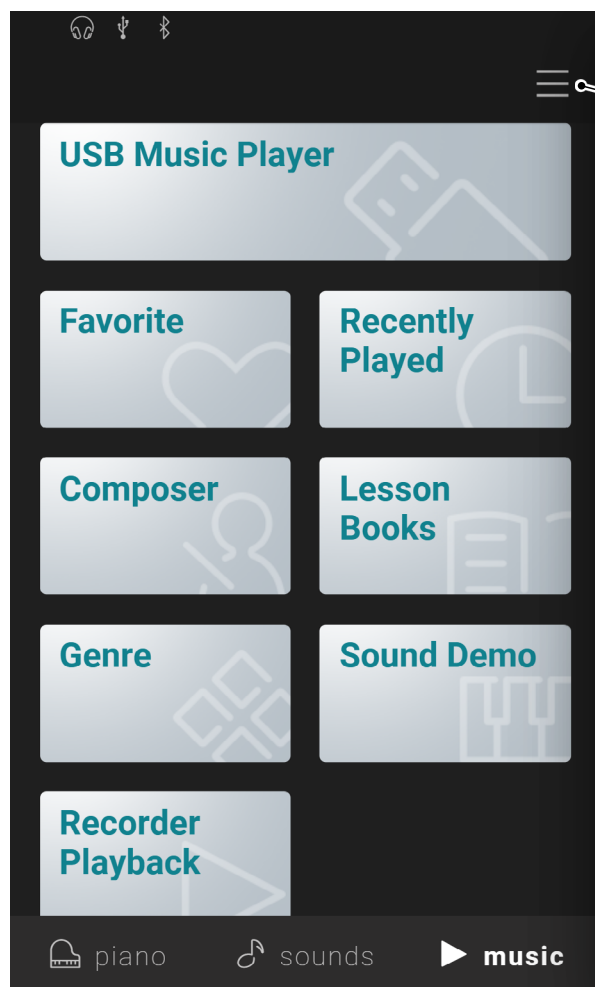 USB Music Player
Favorite
Recently
Played
Composer
Lesson
Books
Genre
Sound Demo
Recorder
Playback
piano
sounds
music